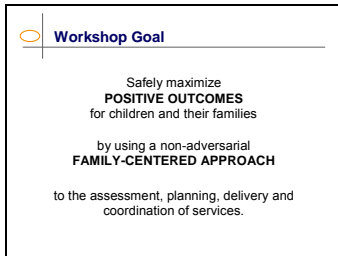 Workshop Goal
Safely maximize
POSITIVE OUTCOMES
for children and their families
by using a non-adversarial
FAMILY-CENTERED APPROACH
to the assessment, planning, delivery and
coordination of services.